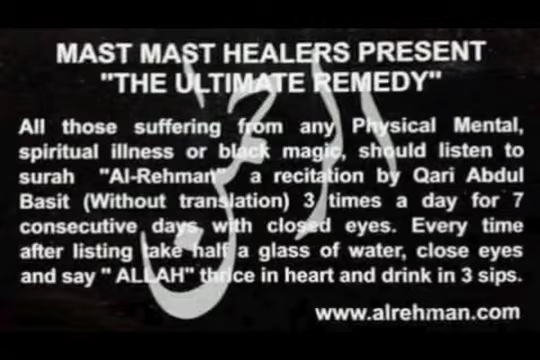 MAST MAST HEALERS PRESENT
"THE ULTIMATE REMEDY"
الرحمن
All those suffering from any Physical Mental,
spiritual illness or black magic, should listen to
surah "Al-Rehman" a recitation by Qari Abdul
Basit (Without translation) 3 times a day for 7
consecutive days with closed eyes. Every time
after listing take half a glass of water, close eyes
and say " ALLAH" thrice in heart and drink in 3 sips.
www.alrehman.com